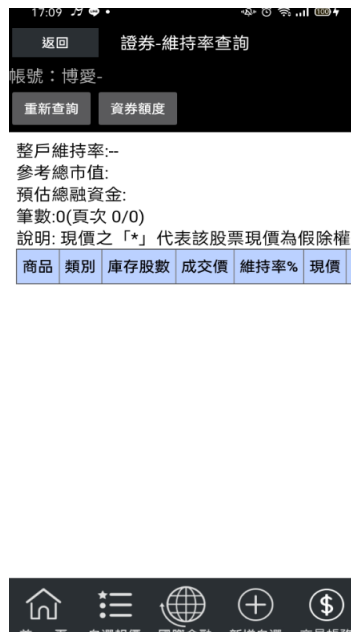 17:09
返回 證券-維持率查詢
帳號：博愛-
重新查詢 資券額度
整戶維持率:--
參考總市值:
預估總融資金:
筆數:0(頁次 0/0)
說明: 現價之「*」代表該股票現價為假除權
商品 類別 庫存股數 成交價 維持率% 現價